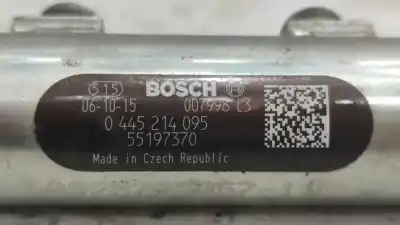 515 BOSCH
06-10-15 007998 L3
0 445 214 095
55197370
Made in Czech Republic